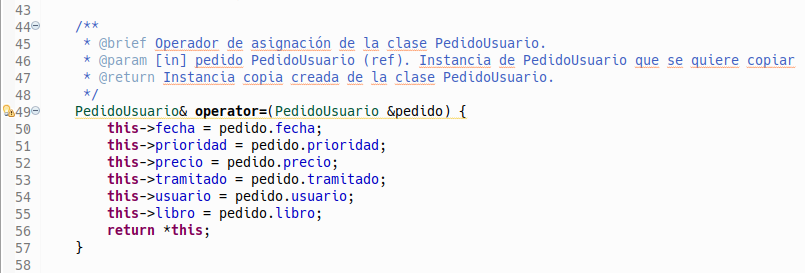 43
44 /**
45  * @brief Operador de asignación de la clase PedidoUsuario.
46  * @param [in] pedido PedidoUsuario (ref). Instancia de PedidoUsuario que se quiere copiar
47  * @return Instancia copia creada de la clase PedidoUsuario.
48  */
49 PedidoUsuario& operator=(PedidoUsuario &pedido) {
50     this->fecha = pedido.fecha;
51     this->prioridad = pedido.prioridad;
52     this->precio = pedido.precio;
53     this->tramitado = pedido.tramitado;
54     this->usuario = pedido.usuario;
55     this->libro = pedido.libro;
56     return *this;
57 }
58